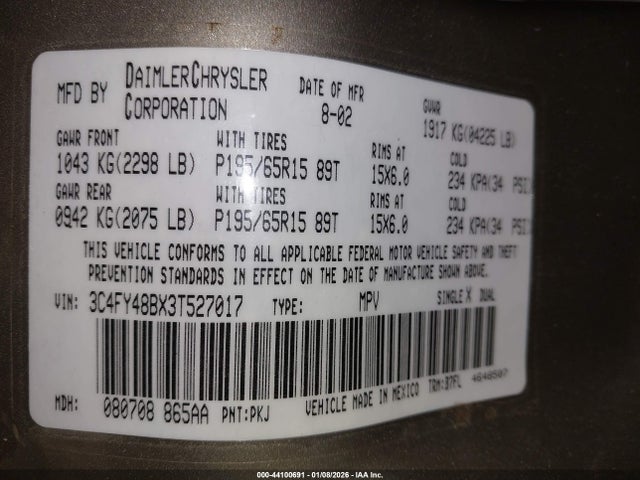 MFD BY DAIMLERCHRYSLER CORPORATION
DATE OF MFR 8-02
GVWR 1917 KG(04225 LB)
GAWR FRONT WITH TIRES RIMS AT COLD
1043 KG(2298 LB) P195/65R15 89T 15X6.0 234 KPA(34 PSI)
GAWR REAR WITH TIRES RIMS AT COLD
0942 KG(2075 LB) P195/65R15 89T 15X6.0 234 KPA(34 PSI)
THIS VEHICLE CONFORMS TO ALL APPLICABLE FEDERAL MOTOR VEHICLE SAFETY AND THEFT
PREVENTION STANDARDS IN EFFECT ON THE DATE OF MANUFACTURE SHOWN ABOVE.
VIN: 3C4FY48BX3T527017 TYPE: MPV SINGLE X DUAL
MDH: 080708 865AA PNT:PKJ VEHICLE MADE IN MEXICO TRM:37FL 4648507
000-44100691 - 01/08/2026 - IAA Inc.